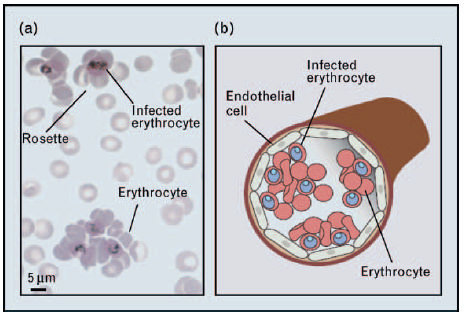 (a)
Infected
erythrocyte
Rosette
Erythrocyte
5 μm
(b)
Infected
erythrocyte
Endothelial
cell
Erythrocyte